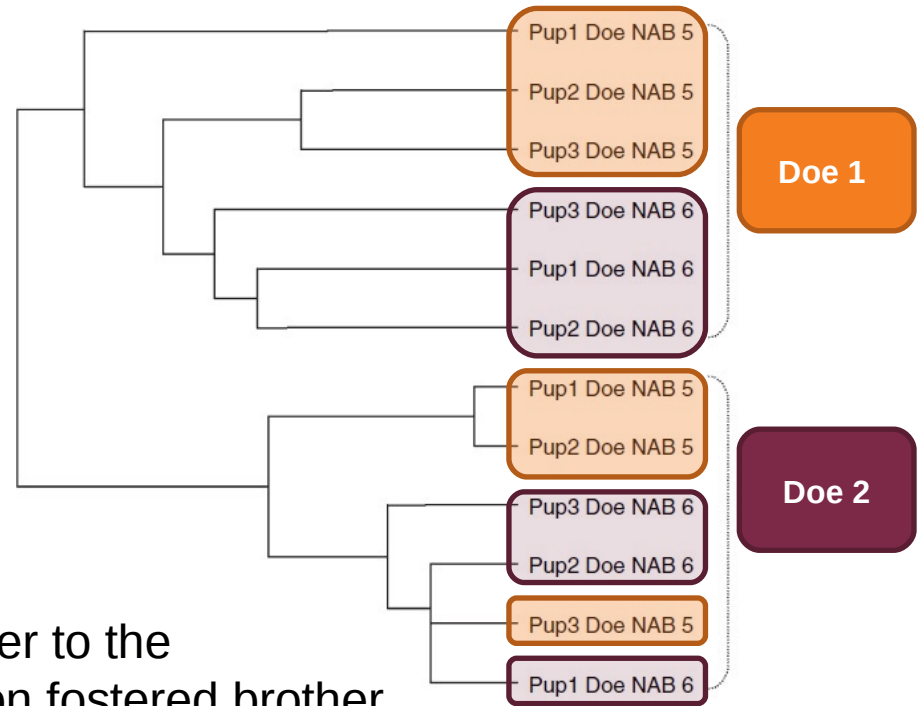 Pup1 Doe NAB 5
Pup2 Doe NAB 5
Pup3 Doe NAB 5
Doe 1
Pup3 Doe NAB 6
Pup1 Doe NAB 6
Pup2 Doe NAB 6
Pup1 Doe NAB 5
Pup2 Doe NAB 5
Doe 2
Pup3 Doe NAB 6
Pup2 Doe NAB 6
Pup3 Doe NAB 5
Pup1 Doe NAB 6
er to the
fostered brother